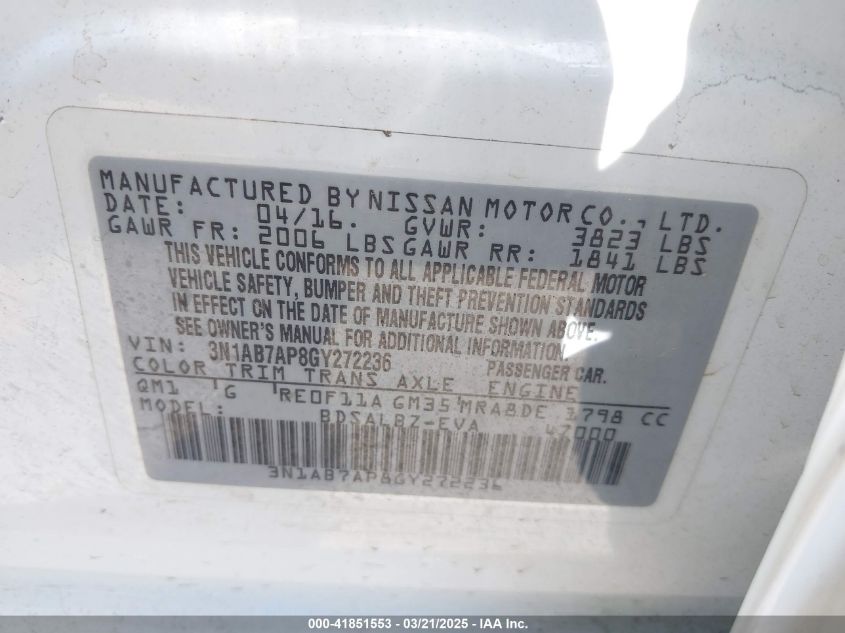 MANUFACTURED BY NISSAN MOTOR CO., LTD.
DATE: 04/16. GVWR: 3823 LBS
GAWR FR: 2006 LBS GAWR RR: 1841 LBS
THIS VEHICLE CONFORMS TO ALL APPLICABLE FEDERAL MOTOR
VEHICLE SAFETY, BUMPER AND THEFT PREVENTION STANDARDS
IN EFFECT ON THE DATE OF MANUFACTURE SHOWN ABOVE.
SEE OWNER'S MANUAL FOR ADDITIONAL INFORMATION.
VIN: 3N1AB7AP8GY272236 PASSENGER CAR.
COLOR TRIM TRANS AXLE ENGINE
QM1 G RE0F11A GM35 MRA8DE 1798 CC
MODEL: BDSALBZ-EVA 47000
3N1AB7AP8GY272236
000-41851553 - 03/21/2025 - IAA Inc.